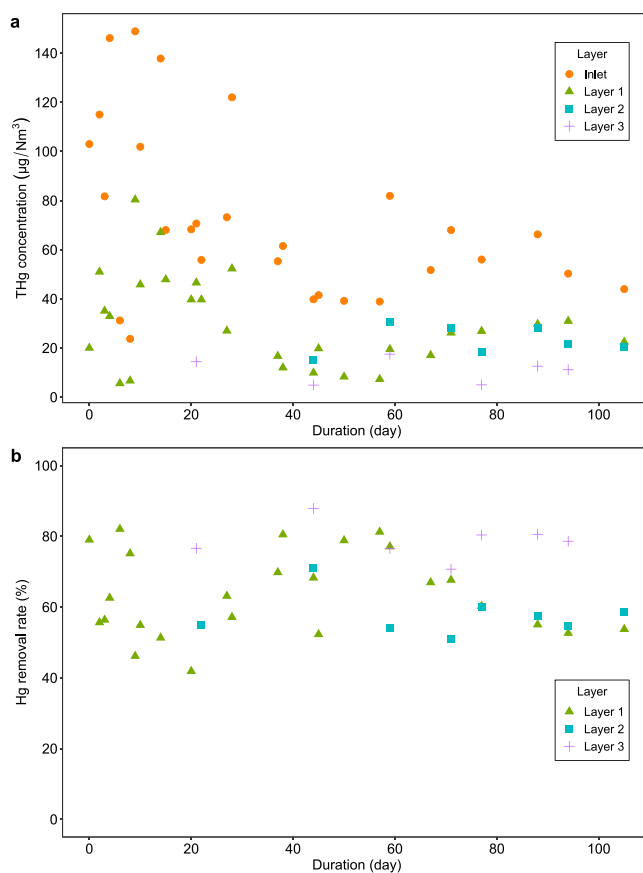 a
THg concentration (µg/Nm³)
140
120
100
80
60
40
20
0
Layer
Inlet
Layer 1
Layer 2
Layer 3
0 20 40 60 80 100
Duration (day)
b
Hg removal rate (%)
100
80
60
40
20
0
Layer
Layer 1
Layer 2
Layer 3
0 20 40 60 80 100
Duration (day)